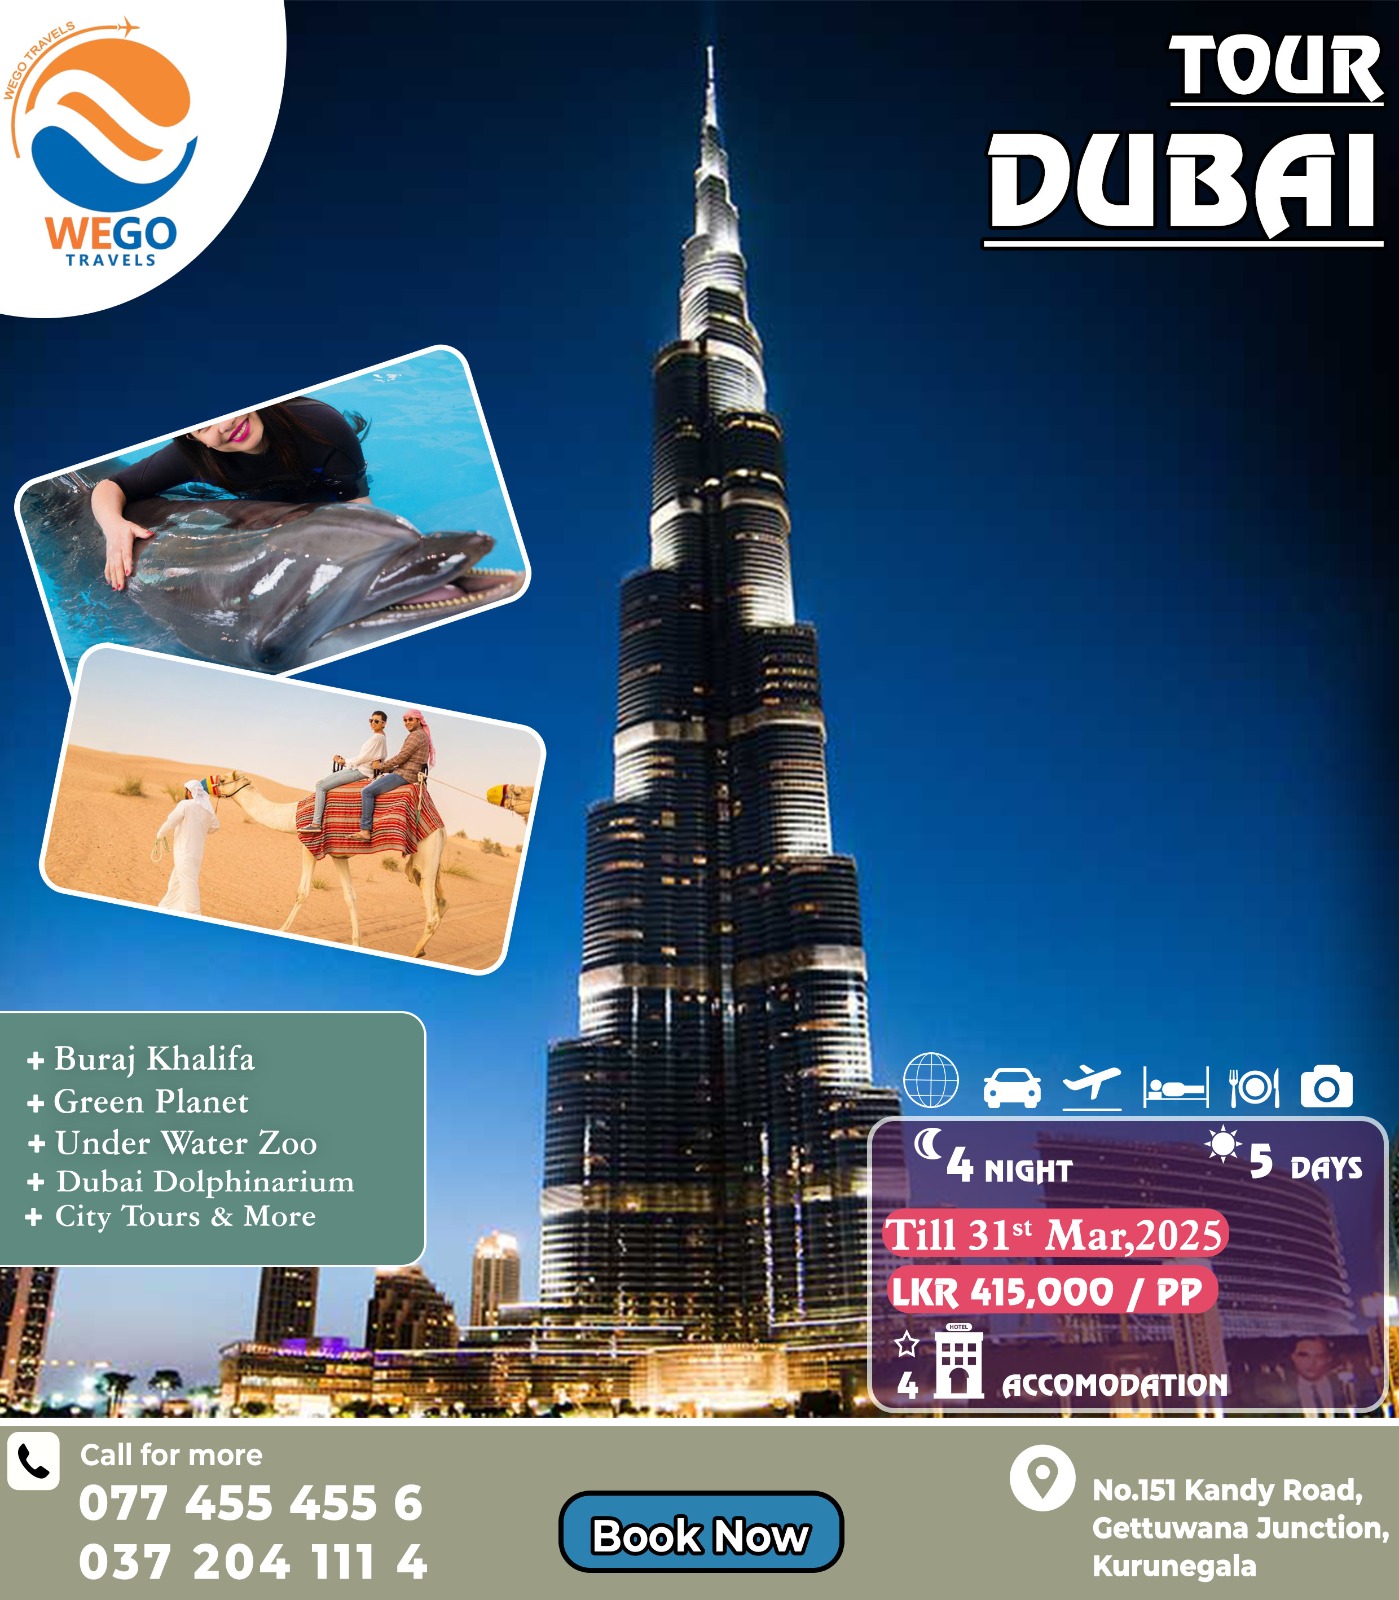 WEGO TRAVELS
WEGO
TRAVELS
TOUR
DUBAI
+ Buraj Khalifa
+ Green Planet
+ Under Water Zoo
+ Dubai Dolphinarium
+ City Tours & More
4 NIGHT
5 DAYS
Till 31st Mar,2025
LKR 415,000 / PP
HOTEL
4 ACCOMODATION
Call for more
077 455 455 6
037 204 111 4
Book Now
No.151 Kandy Road,
Gettuwana Junction,
Kurunegala